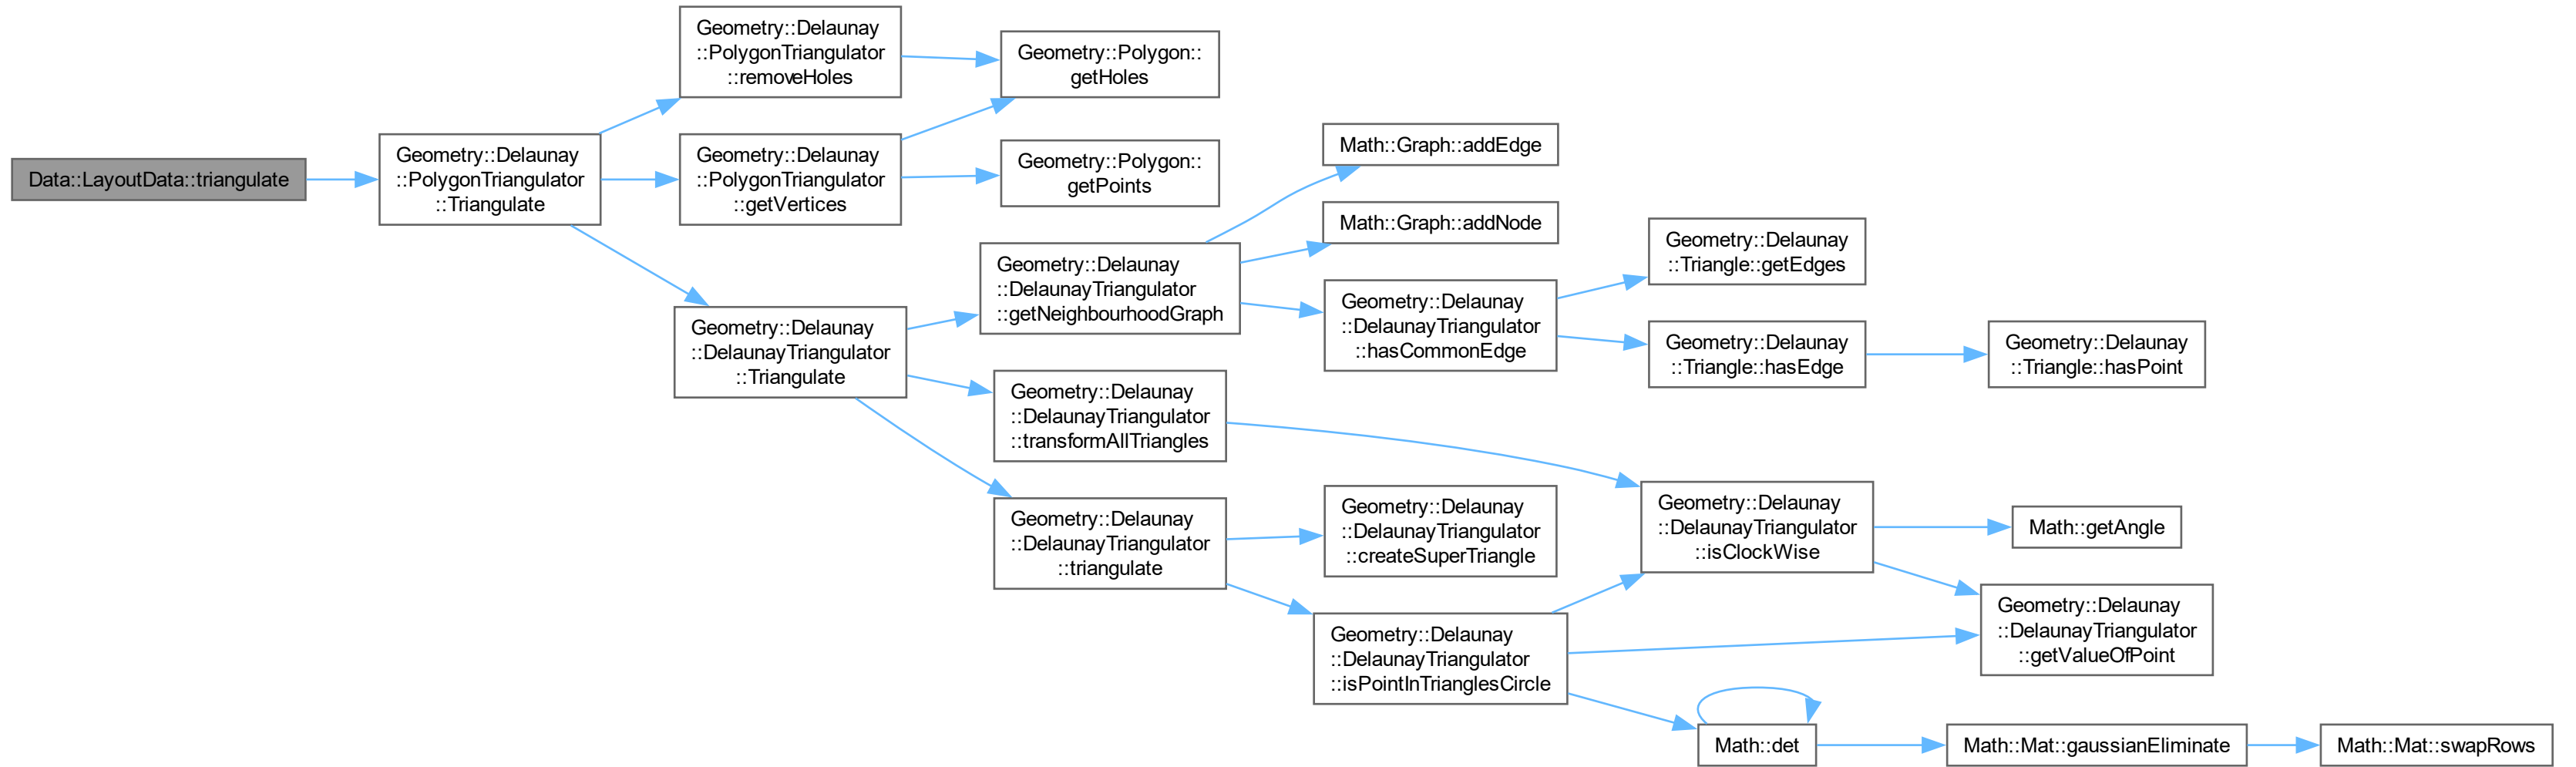 Data::LayoutData::triangulate
Geometry::Delaunay
::PolygonTriangulator
::Triangulate
Geometry::Delaunay
::PolygonTriangulator
::removeHoles
Geometry::Polygon::
getHoles
Geometry::Delaunay
::PolygonTriangulator
::getVertices
Geometry::Polygon::
getPoints
Geometry::Delaunay
::DelaunayTriangulator
::Triangulate
Geometry::Delaunay
::DelaunayTriangulator
::getNeighbourhoodGraph
Math::Graph::addEdge
Math::Graph::addNode
Geometry::Delaunay
::DelaunayTriangulator
::hasCommonEdge
Geometry::Delaunay
::Triangle::getEdges
Geometry::Delaunay
::Triangle::hasEdge
Geometry::Delaunay
::Triangle::hasPoint
Geometry::Delaunay
::DelaunayTriangulator
::transformAllTriangles
Geometry::Delaunay
::DelaunayTriangulator
::triangulate
Geometry::Delaunay
::DelaunayTriangulator
::createSuperTriangle
Geometry::Delaunay
::DelaunayTriangulator
::isPointInTrianglesCircle
Geometry::Delaunay
::DelaunayTriangulator
::isClockWise
Math::getAngle
Geometry::Delaunay
::DelaunayTriangulator
::getValueOfPoint
Math::det
Math::Mat::gaussianEliminate
Math::Mat::swapRows